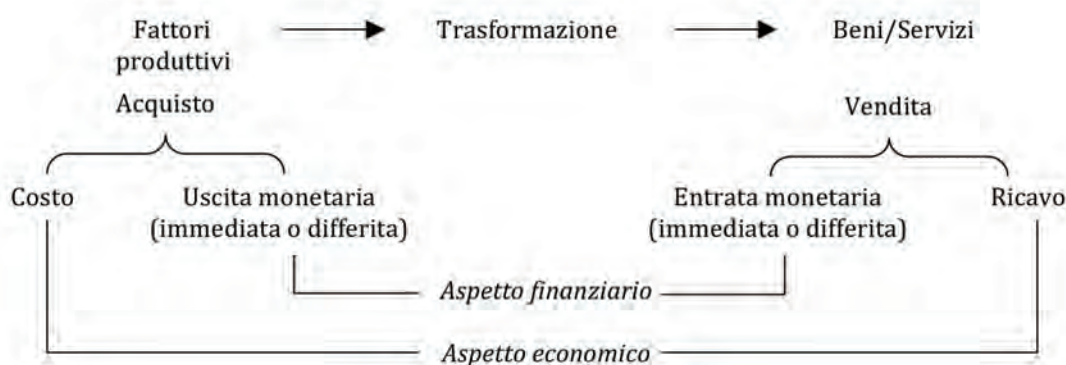 Fattori
produttivi
Trasformazione
Beni/Servizi
Acquisto
Vendita
Costo
Uscita monetaria
(immediata o differita)
Entrata monetaria
(immediata o differita)
Ricavo
Aspetto finanziario
Aspetto economico